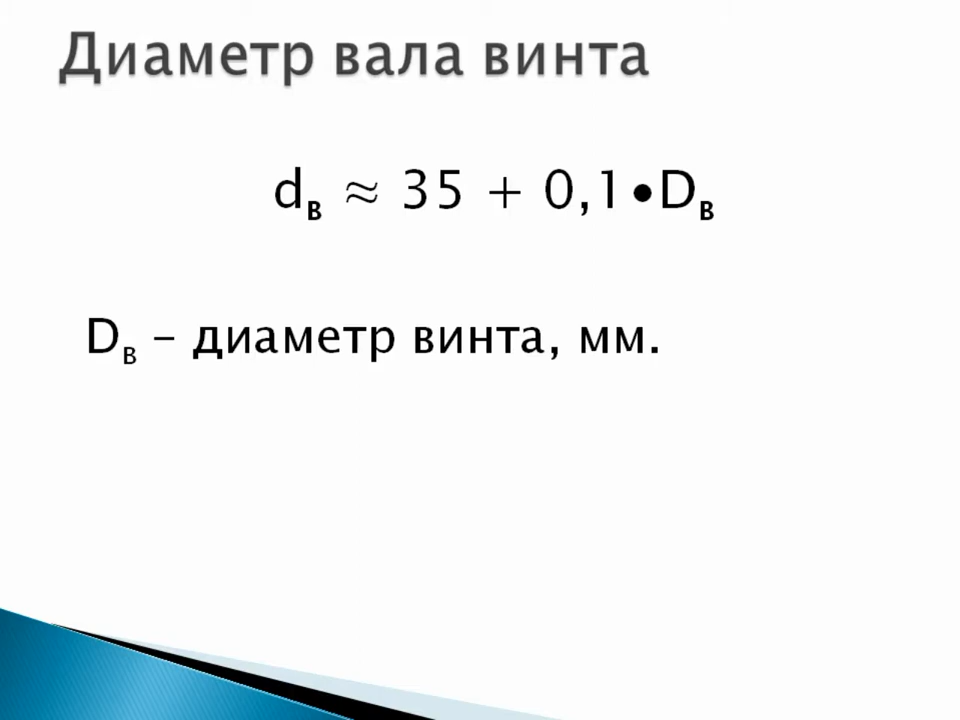 Диаметр вала винта
dв ≈ 35 + 0,1•Dв
Dв – диаметр винта, мм.